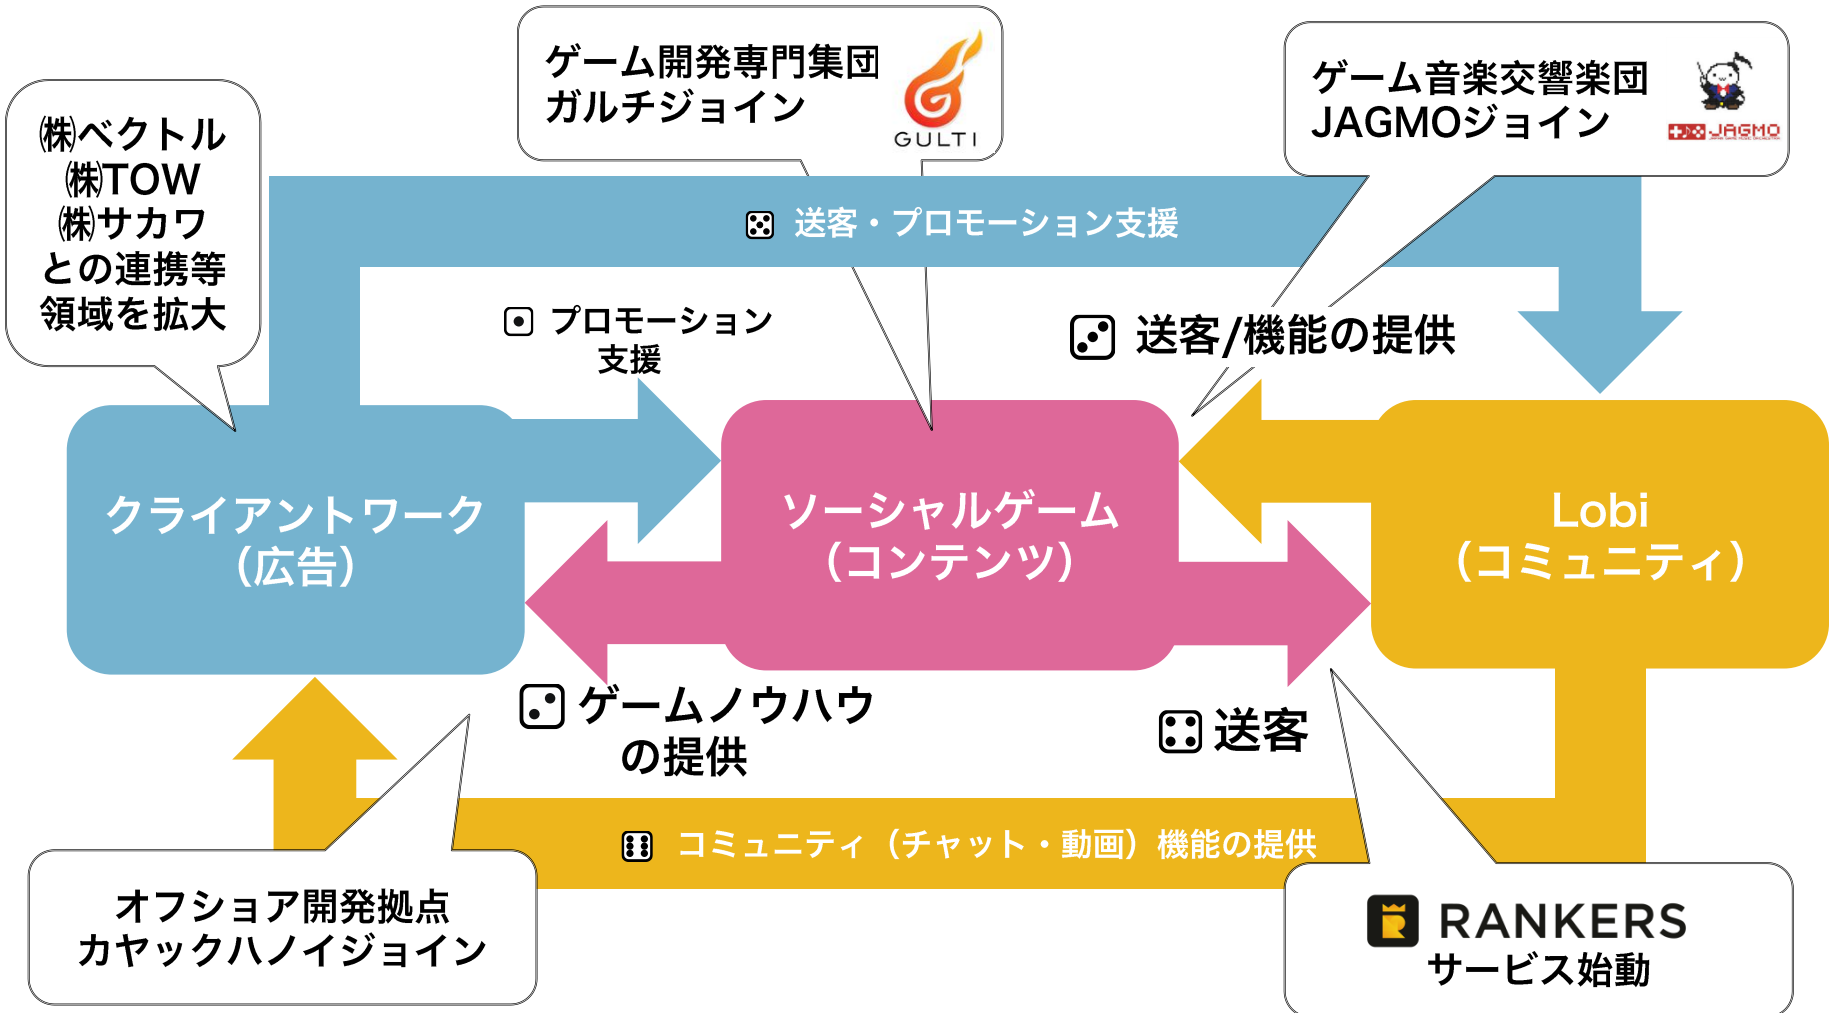 ゲーム開発専門集団
ガルチジョイン
GULTI
ゲーム音楽交響楽団
JAGMOジョイン
JAGMO
㈱ベクトル
㈱TOW
㈱サカワ
との連携等
領域を拡大
送客・プロモーション支援
プロモーション
支援
送客/機能の提供
クライアントワーク
（広告）
ソーシャルゲーム
（コンテンツ）
Lobi
（コミュニティ）
ゲームノウハウ
の提供
送客
コミュニティ（チャット・動画）機能の提供
オフショア開発拠点
カヤックハノイジョイン
RANKERS
サービス始動